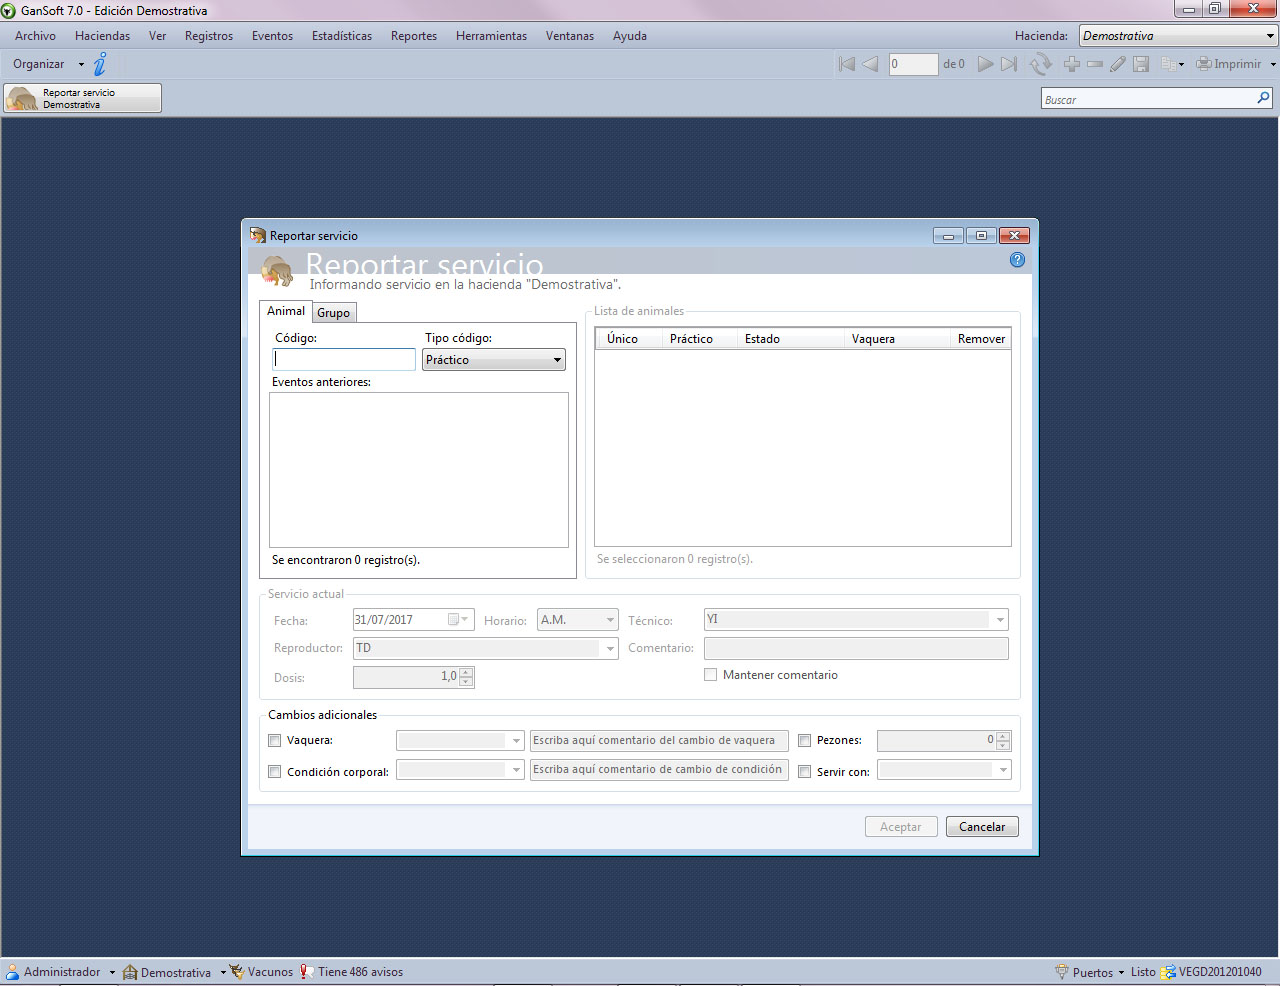 GanSoft 7.0 - Edición Demostrativa
Archivo Haciendas Ver Registros Eventos Estadísticas Reportes Herramientas Ventanas Ayuda Hacienda: Demostrativa
Organizar 0 de 0 Imprimir
Reportar servicio
Demostrativa
Buscar
Reportar servicio
Reportar servicio
Informando servicio en la hacienda "Demostrativa".
Animal Grupo
Código: Tipo código:
Práctico
Eventos anteriores:
Se encontraron 0 registro(s).
Lista de animales
Único Práctico Estado Vaquera Remover
Se seleccionaron 0 registro(s).
Servicio actual
Fecha: 31/07/2017 Horario: A.M. Técnico: YI
Reproductor: TD Comentario:
Dosis: 1,0 Mantener comentario
Cambios adicionales
Vaquera: Escriba aquí comentario del cambio de vaquera Pezones: 0
Condición corporal: Escriba aquí comentario de cambio de condición Servir con:
Aceptar Cancelar
Administrador Demostrativa Vacunos Tiene 486 avisos Puertos Listo VEGD201201040